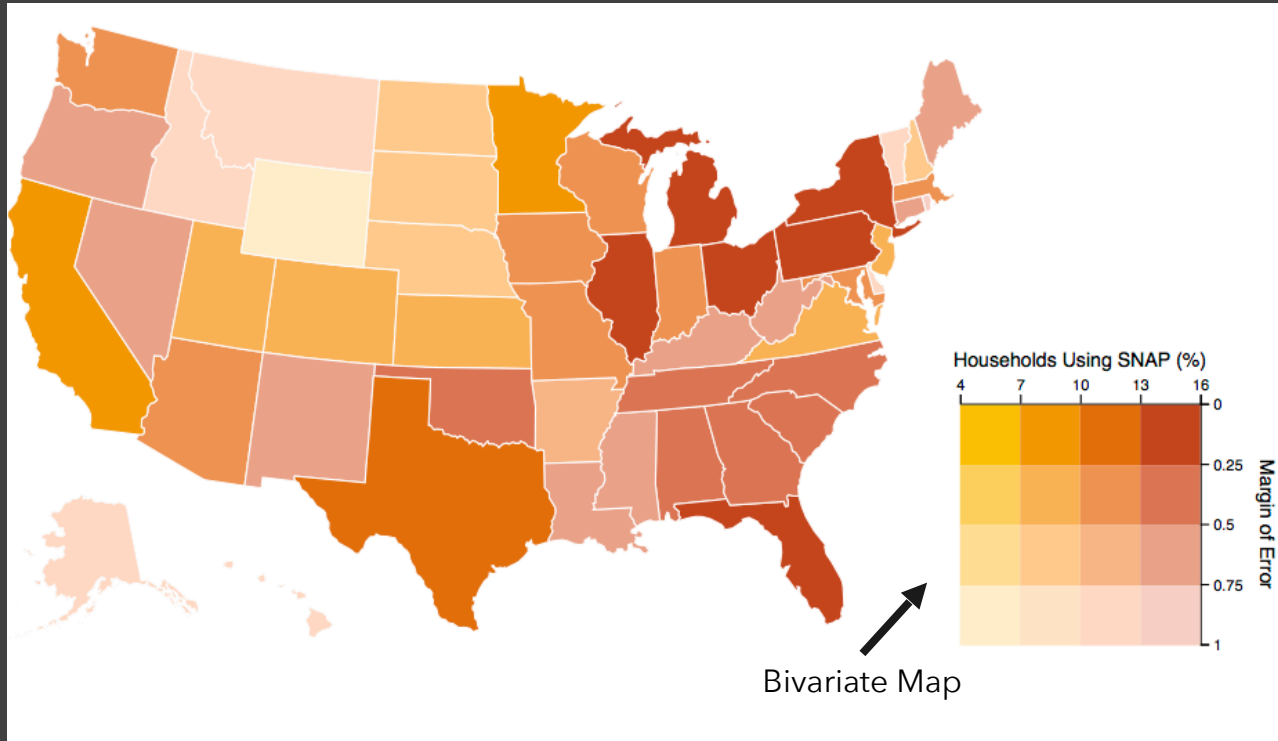 Households Using SNAP (%)
4 7 10 13 16
0
0.25
0.5
0.75
1
Margin of Error
Bivariate Map